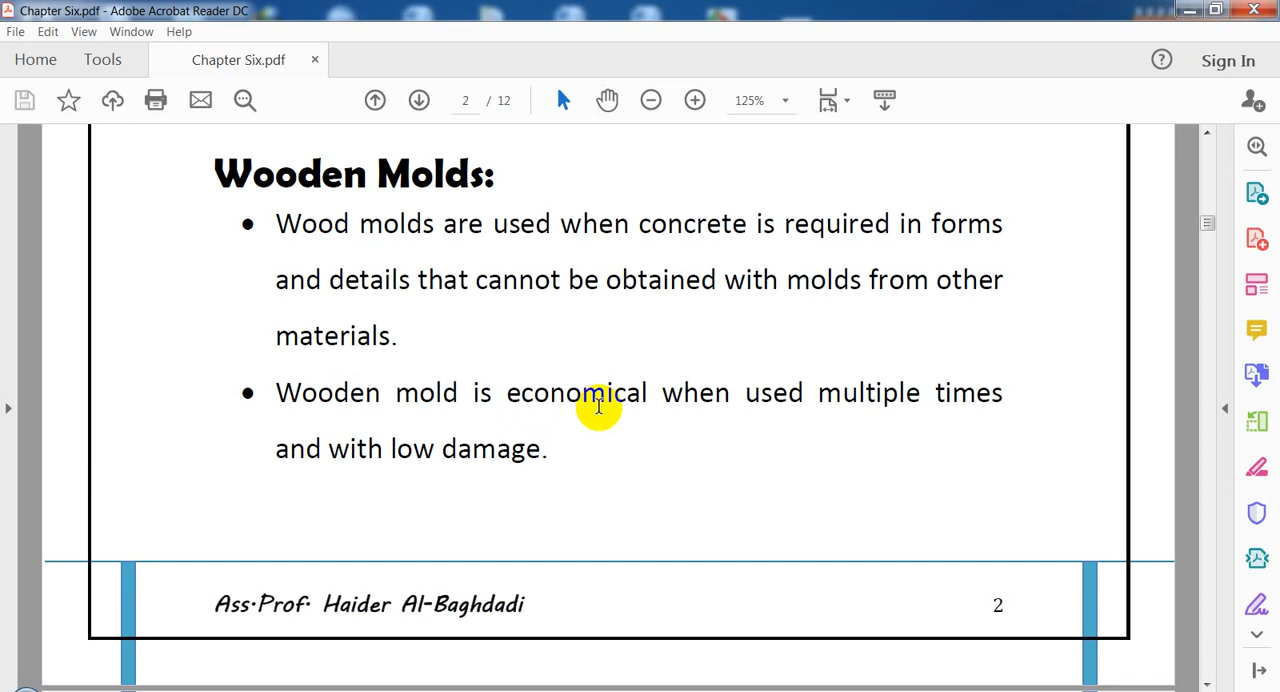 Chapter Six.pdf - Adobe Acrobat Reader DC
File Edit View Window Help
Home Tools Chapter Six.pdf × ? Sign In
2 / 12 125%
Wooden Molds:
• Wood molds are used when concrete is required in forms
and details that cannot be obtained with molds from other
materials.
• Wooden mold is economical when used multiple times
and with low damage.
Ass.Prof. Haider Al-Baghdadi 2